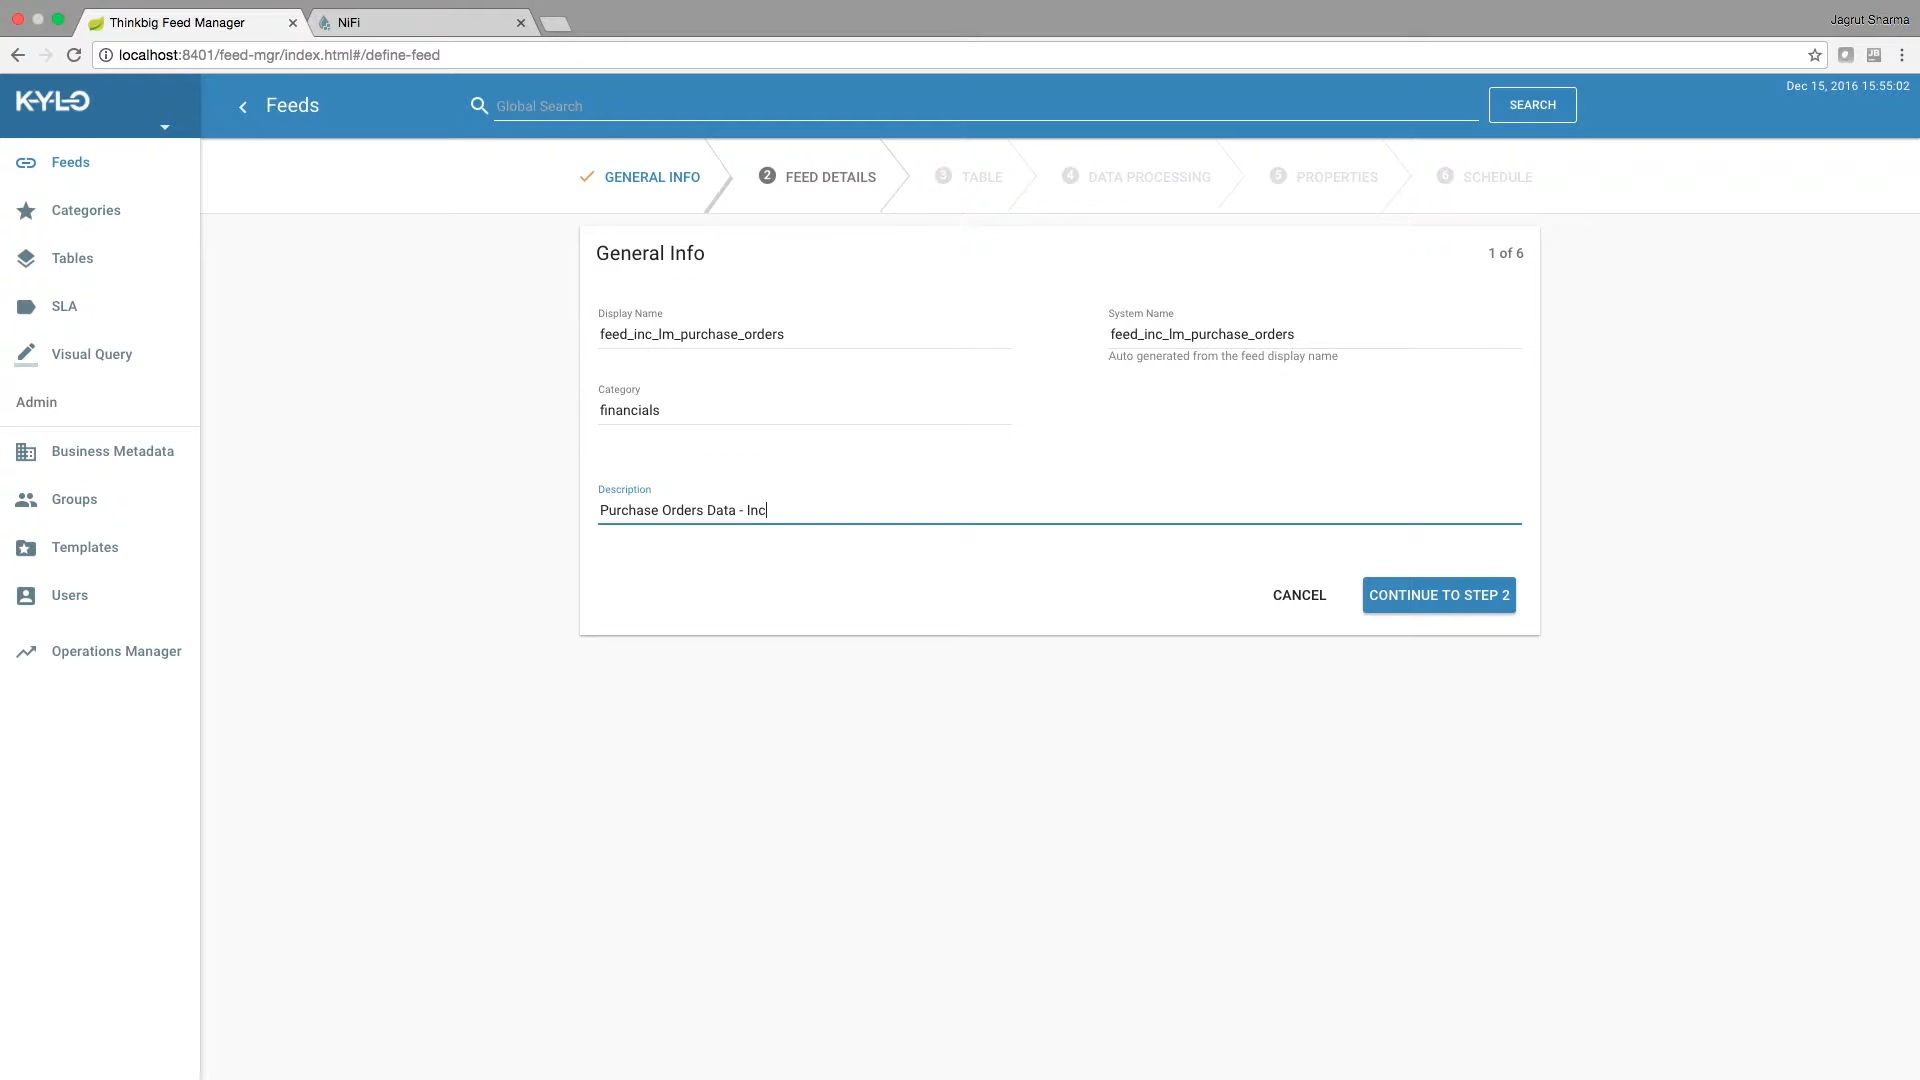 Thinkbig Feed Manager
NiFi
Jagrut Sharma
localhost:8401/feed-mgr/index.html#/define-feed
KYLO
Feeds
Global Search
SEARCH
Dec 15, 2016 15:55:02
Feeds
Categories
Tables
SLA
Visual Query
Admin
Business Metadata
Groups
Templates
Users
Operations Manager
GENERAL INFO
2 FEED DETAILS
3 TABLE
4 DATA PROCESSING
5 PROPERTIES
6 SCHEDULE
General Info
1 of 6
Display Name
feed_inc_lm_purchase_orders
System Name
feed_inc_lm_purchase_orders
Auto generated from the feed display name
Category
financials
Description
Purchase Orders Data - Inc
CANCEL
CONTINUE TO STEP 2